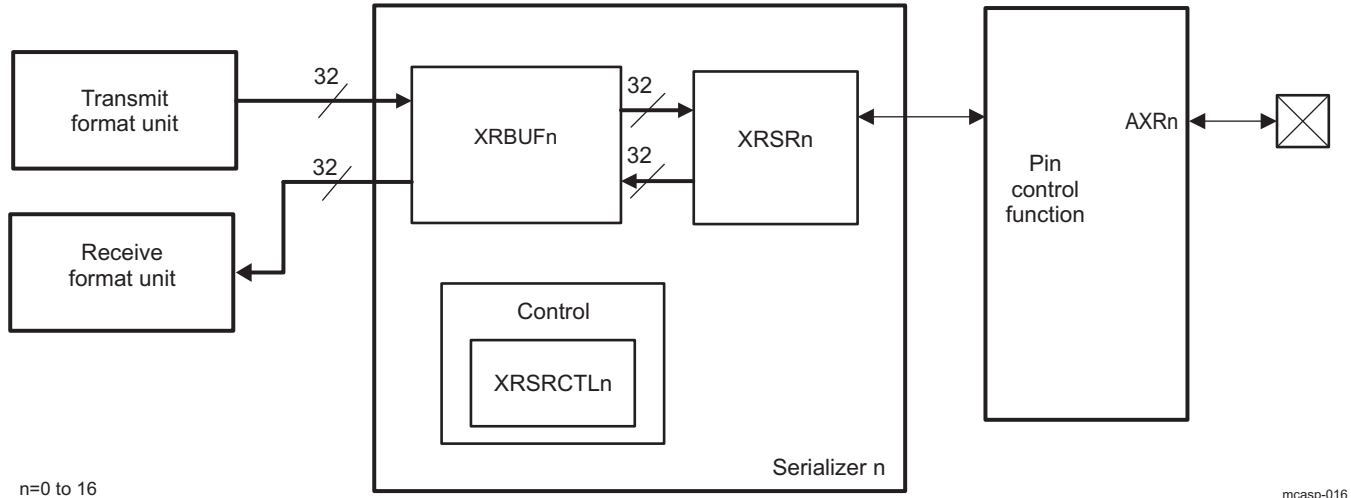 Transmit
format unit
32
32
XRBUFn
32
32
XRSRn
Receive
format unit
Control
XRSRCTLn
Serializer n
AXRn
Pin
control
function
n=0 to 16
mcasp-016